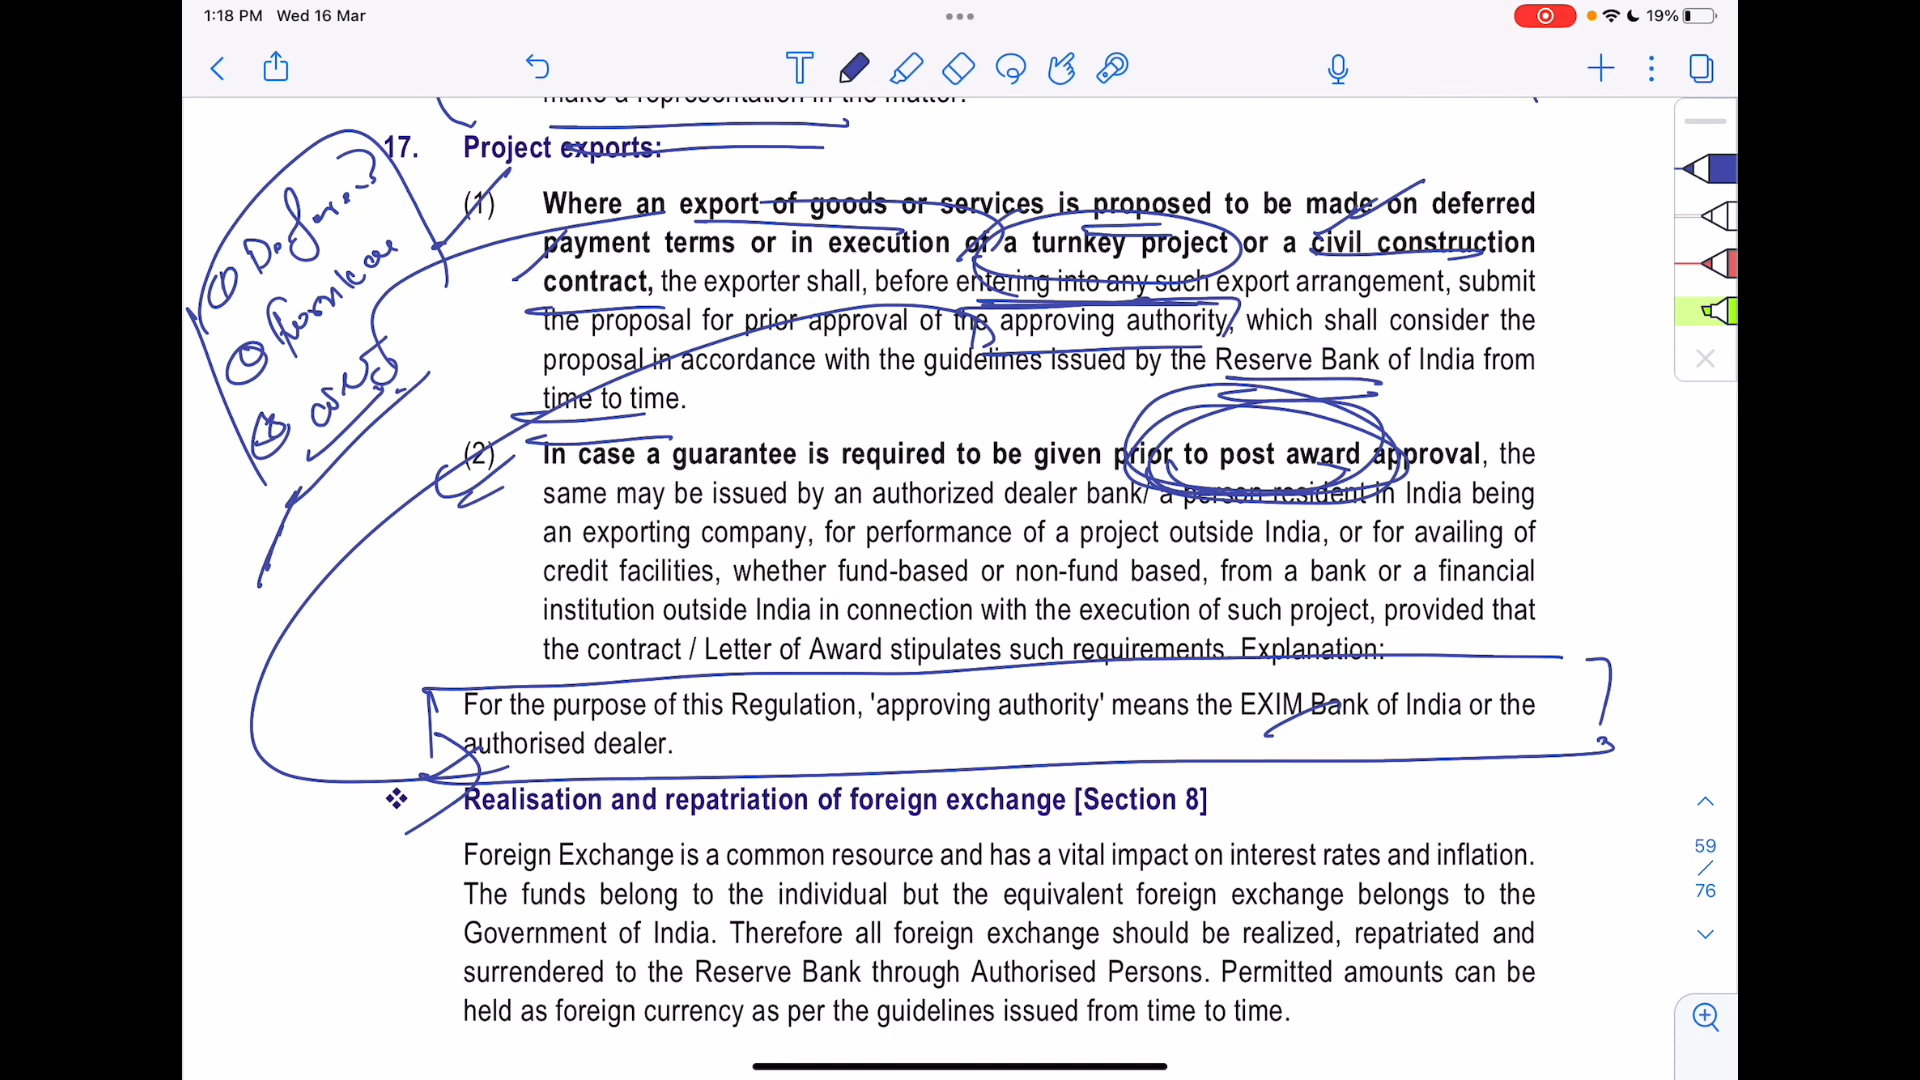 1:18 PM Wed 16 Mar
19%
make a representation in the matter.
17. Project exports:
(1) Where an export of goods or services is proposed to be made on deferred
payment terms or in execution of a turnkey project or a civil construction
contract, the exporter shall, before entering into any such export arrangement, submit
the proposal for prior approval of the approving authority, which shall consider the
proposal in accordance with the guidelines issued by the Reserve Bank of India from
time to time.
(2) In case a guarantee is required to be given prior to post award approval, the
same may be issued by an authorized dealer bank/ a person resident in India being
an exporting company, for performance of a project outside India, or for availing of
credit facilities, whether fund-based or non-fund based, from a bank or a financial
institution outside India in connection with the execution of such project, provided that
the contract / Letter of Award stipulates such requirements. Explanation:
For the purpose of this Regulation, 'approving authority' means the EXIM Bank of India or the
authorised dealer.
❖ Realisation and repatriation of foreign exchange [Section 8]
Foreign Exchange is a common resource and has a vital impact on interest rates and inflation.
The funds belong to the individual but the equivalent foreign exchange belongs to the
Government of India. Therefore all foreign exchange should be realized, repatriated and
surrendered to the Reserve Bank through Authorised Persons. Permitted amounts can be
held as foreign currency as per the guidelines issued from time to time.
59
/
76